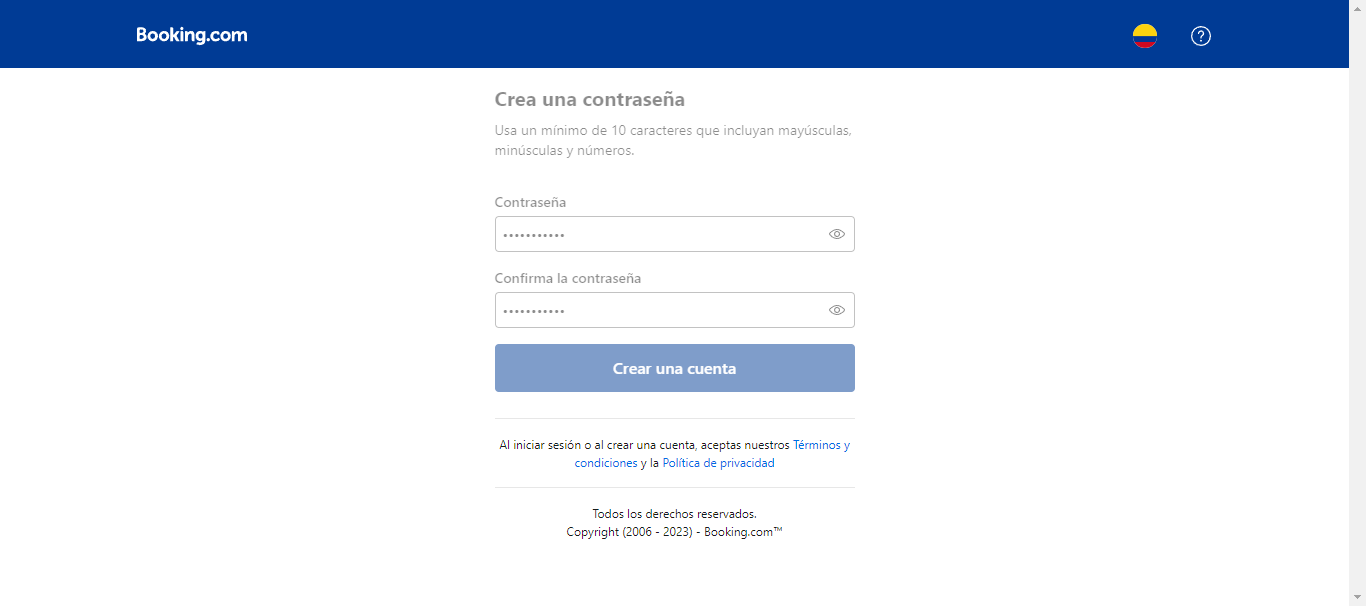 Booking.com
Crea una contraseña
Usa un mínimo de 10 caracteres que incluyan mayúsculas,
minúsculas y números.
Contraseña
•••••••••••
Confirma la contraseña
•••••••••••
Crear una cuenta
Al iniciar sesión o al crear una cuenta, aceptas nuestros Términos y
condiciones y la Política de privacidad
Todos los derechos reservados.
Copyright (2006 - 2023) - Booking.com™